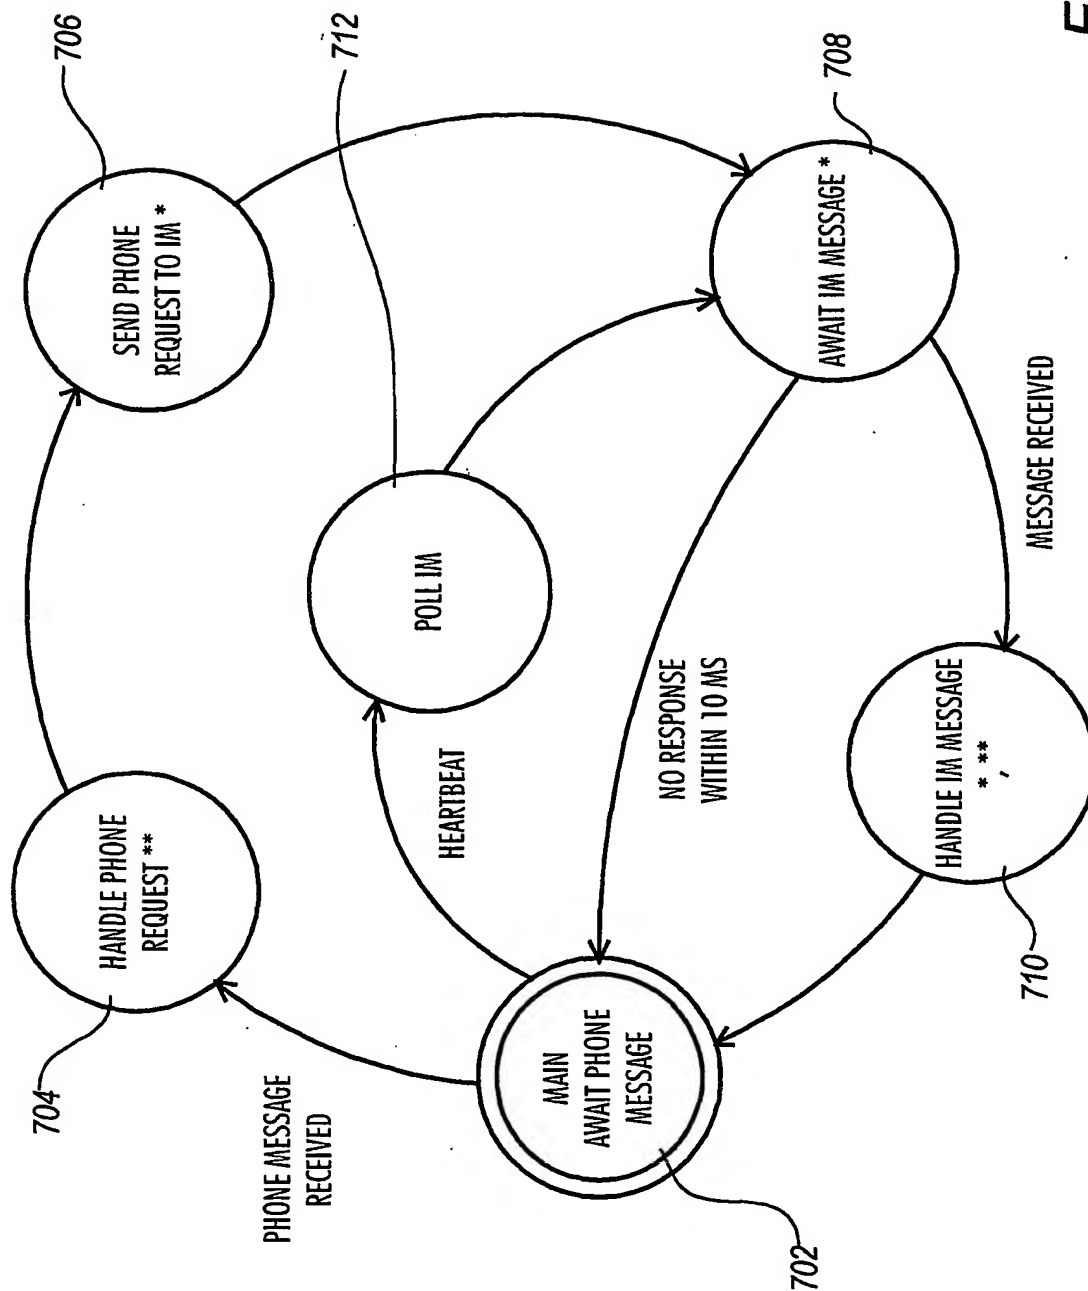 706
SEND PHONE
REQUEST TO IM *
712
708
AWAIT IM MESSAGE *
MESSAGE RECEIVED
POLL IM
HEARTBEAT
NO RESPONSE
WITHIN 10 MS
HANDLE PHONE
REQUEST **
704
PHONE MESSAGE
RECEIVED
MAIN
AWAIT PHONE
MESSAGE
702
HANDLE IM MESSAGE
* , **
710